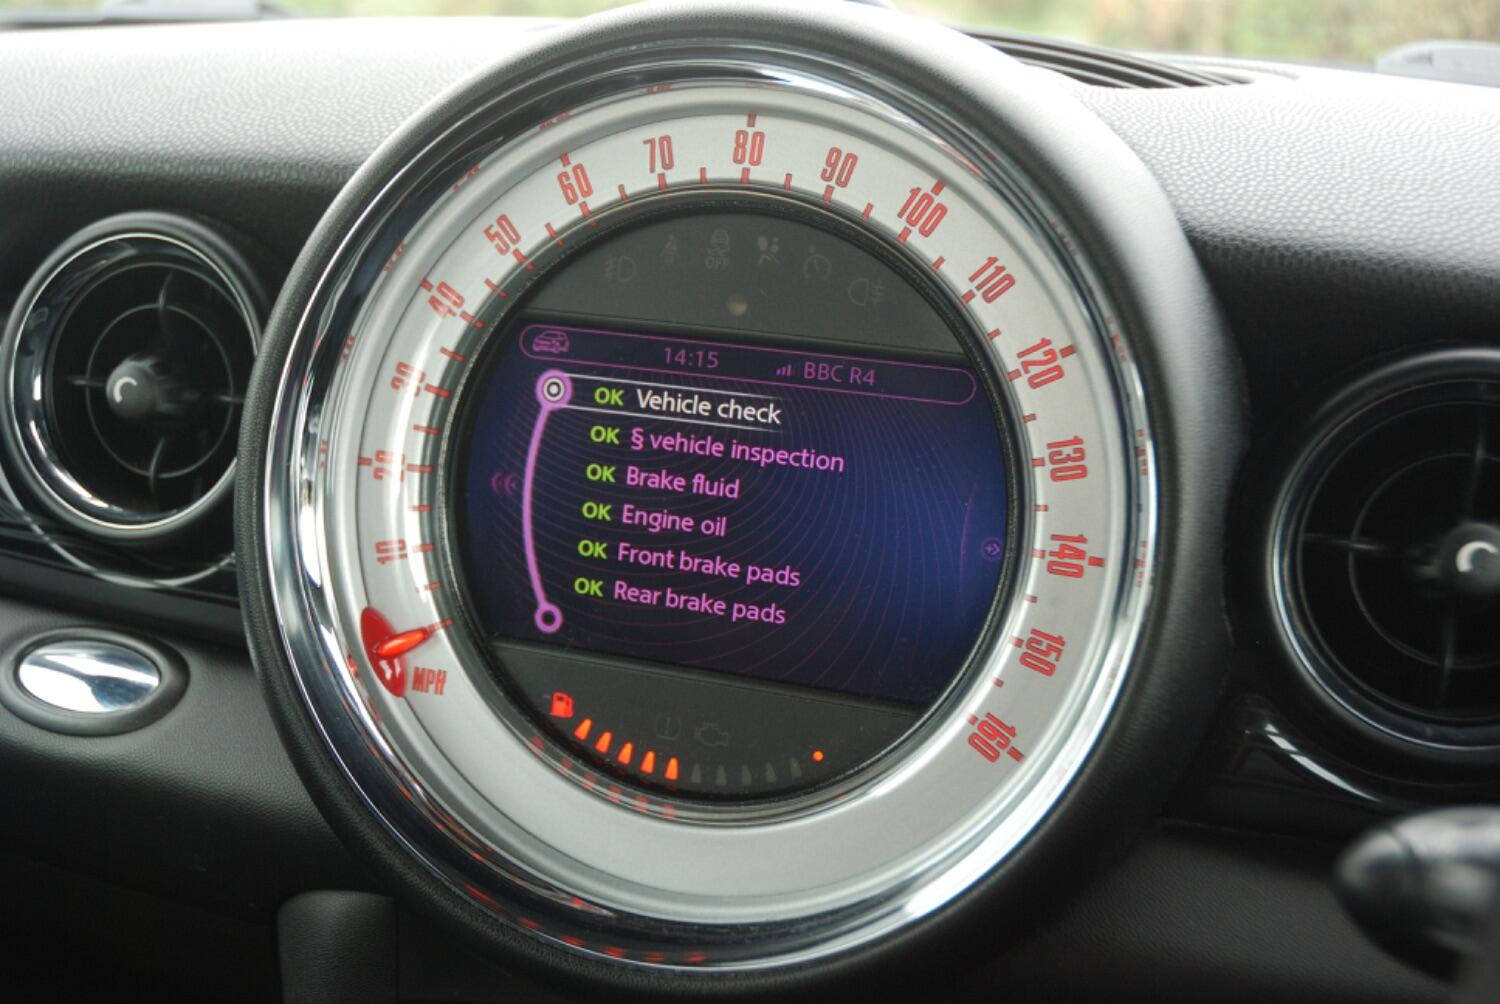 10
20
30
40
50
60
70
80
90
100
110
120
130
140
150
160
MPH
OFF
14:15 BBC R4
OK Vehicle check
OK § vehicle inspection
OK Brake fluid
OK Engine oil
OK Front brake pads
OK Rear brake pads